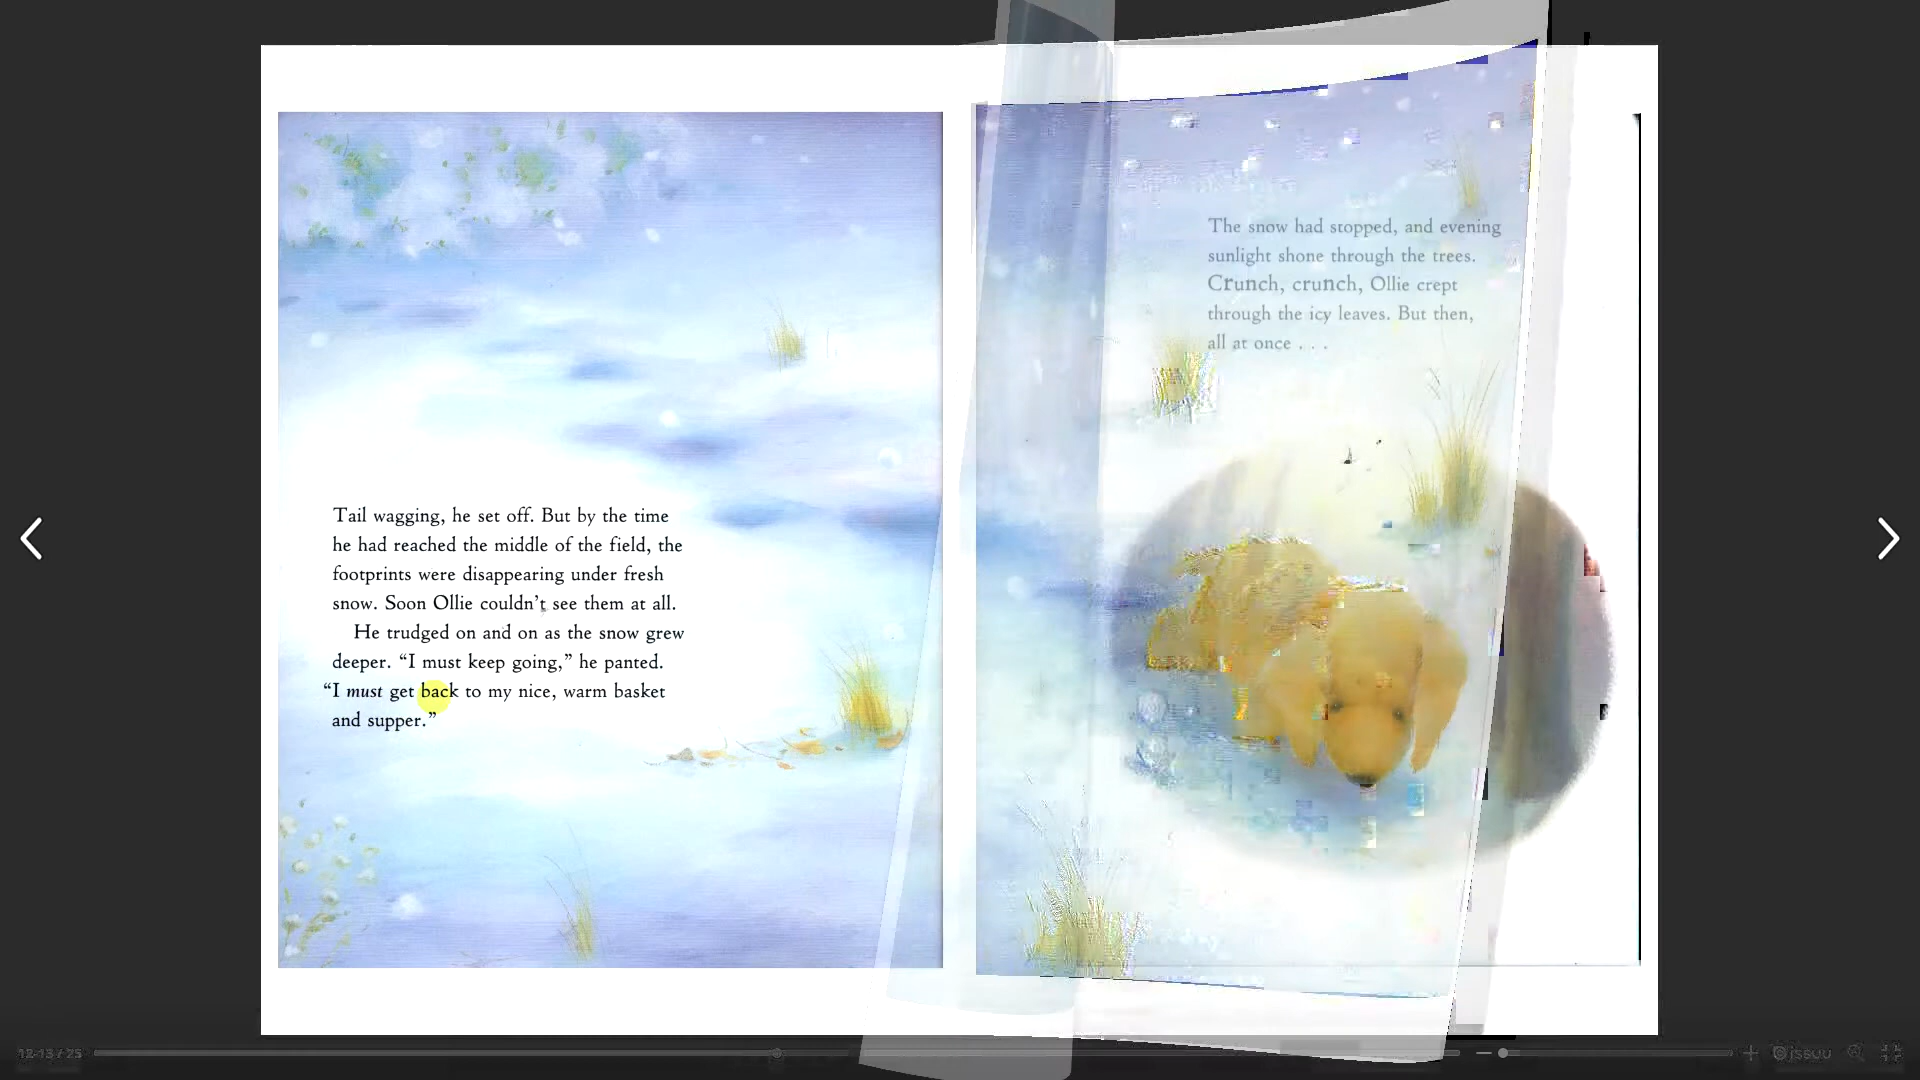 Tail wagging, he set off. But by the time
he had reached the middle of the field, the
footprints were disappearing under fresh
snow. Soon Ollie couldn't see them at all.
He trudged on and on as the snow grew
deeper. “I must keep going,” he panted.
“I must get back to my nice, warm basket
and supper.”
The snow had stopped, and evening
sunlight shone through the trees.
Crunch, crunch, Ollie crept
through the icy leaves. But then,
all at once . . .
12-13 / 25
issuu